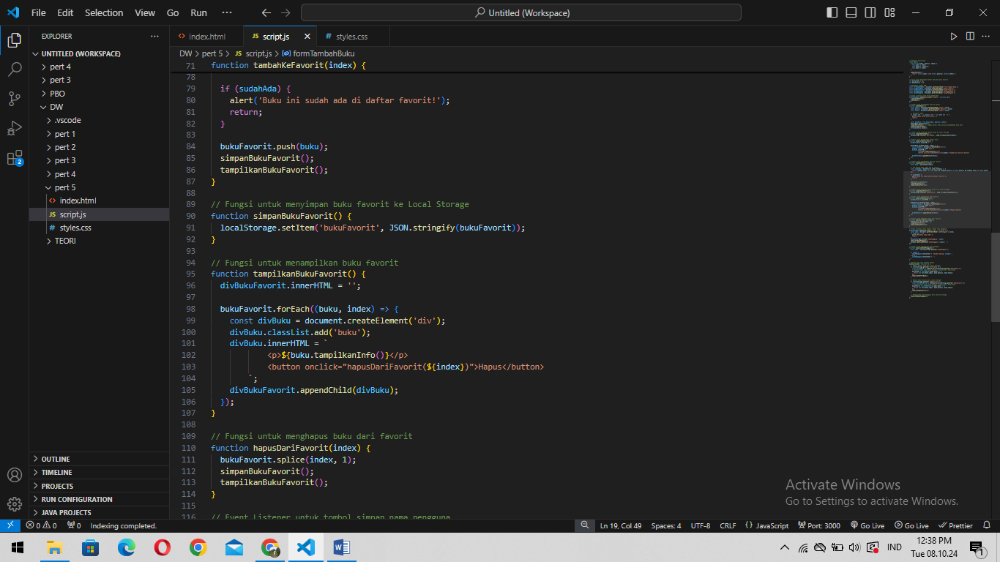 File Edit Selection View Go Run ··· Untitled (Workspace)
EXPLORER ···
UNTITLED (WORKSPACE)
pert 4
pert 3
PBO
DW
.vscode
pert 1
pert 2
pert 3
pert 4
pert 5
<> index.html
JS script.js
# styles.css
TEORI
OUTLINE
TIMELINE
PROJECTS
RUN CONFIGURATION
JAVA PROJECTS
<> index.html JS script.js # styles.css
DW > pert 5 > JS script.js > formTambahBuku
71 function tambahKeFavorit(index) {
78
79 if (sudahAda) {
80 alert('Buku ini sudah ada di daftar favorit!');
81 return;
82 }
83
84 bukuFavorit.push(buku);
85 simpanBukuFavorit();
86 tampilkanBukuFavorit();
87 }
88
89 // Fungsi untuk menyimpan buku favorit ke Local Storage
90 function simpanBukuFavorit() {
91 localStorage.setItem('bukuFavorit', JSON.stringify(bukuFavorit));
92 }
93
94 // Fungsi untuk menampilkan buku favorit
95 function tampilkanBukuFavorit() {
96 divBukuFavorit.innerHTML = '';
97
98 bukuFavorit.forEach((buku, index) => {
99 const divBuku = document.createElement('div');
100 divBuku.classList.add('buku');
101 divBuku.innerHTML = `
102 <p>${buku.tampilkanInfo()}</p>
103 <button onclick="hapusDariFavorit(${index})">Hapus</button>
104 `;
105 divBukuFavorit.appendChild(divBuku);
106 });
107 }
108
109 // Fungsi untuk menghapus buku dari favorit
110 function hapusDariFavorit(index) {
111 bukuFavorit.splice(index, 1);
112 simpanBukuFavorit();
113 tampilkanBukuFavorit();
114 }
115
116 // Event Listener untuk tombol simpan nama pengguna
Activate Windows
Go to Settings to activate Windows.
2
0 0 0 Indexing completed. Ln 19, Col 49 Spaces: 4 UTF-8 CRLF {} JavaScript Port: 3000 Go Live Go Live Prettier
IND
12:38 PM
Tue 08.10.24
1